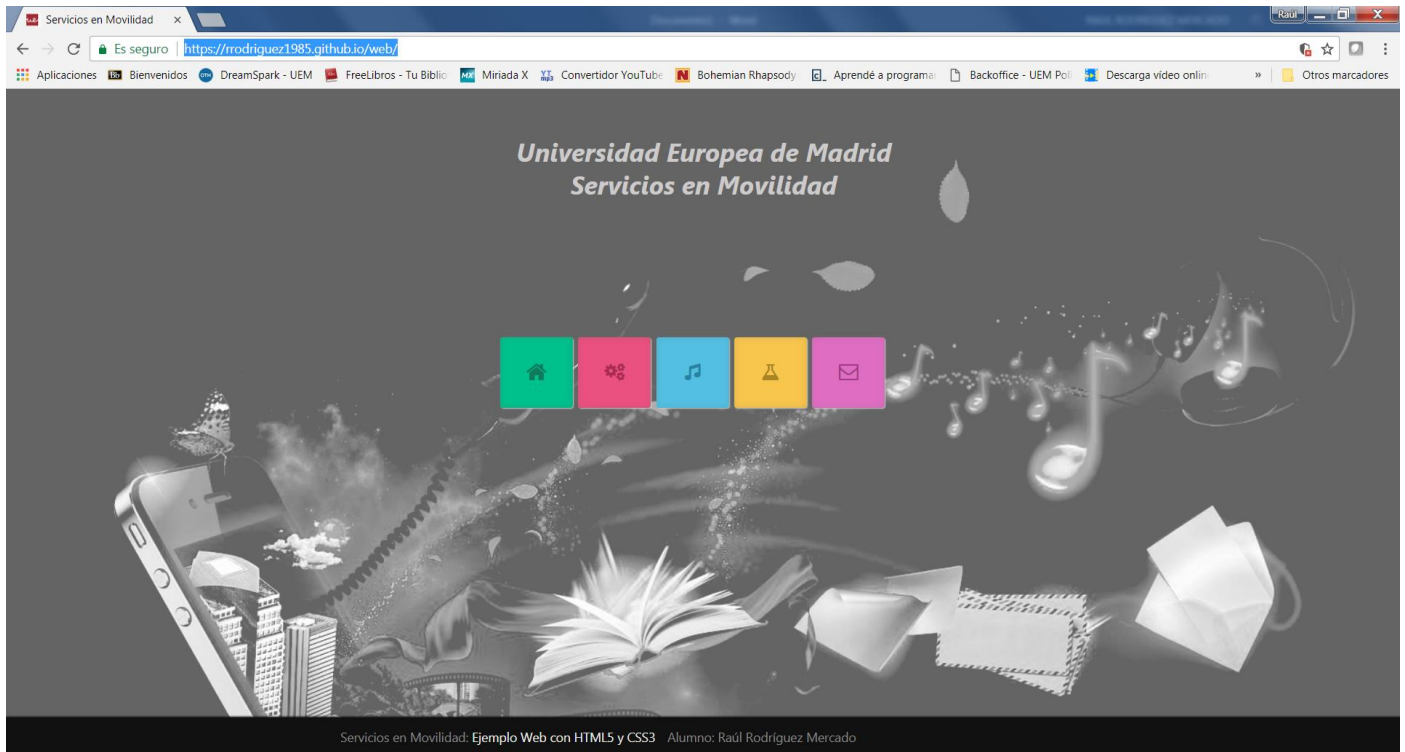 Servicios en Movilidad
Raúl
Es seguro https://rrodriguez1985.github.io/web/
Aplicaciones Bienvenidos DreamSpark - UEM FreeLibros - Tu Biblio Miriada X Convertidor YouTube Bohemian Rhapsody Aprendé a programa Backoffice - UEM Pol Descarga vídeo onlin » Otros marcadores
Universidad Europea de Madrid
Servicios en Movilidad
Servicios en Movilidad: Ejemplo Web con HTML5 y CSS3 Alumno: Raúl Rodríguez Mercado